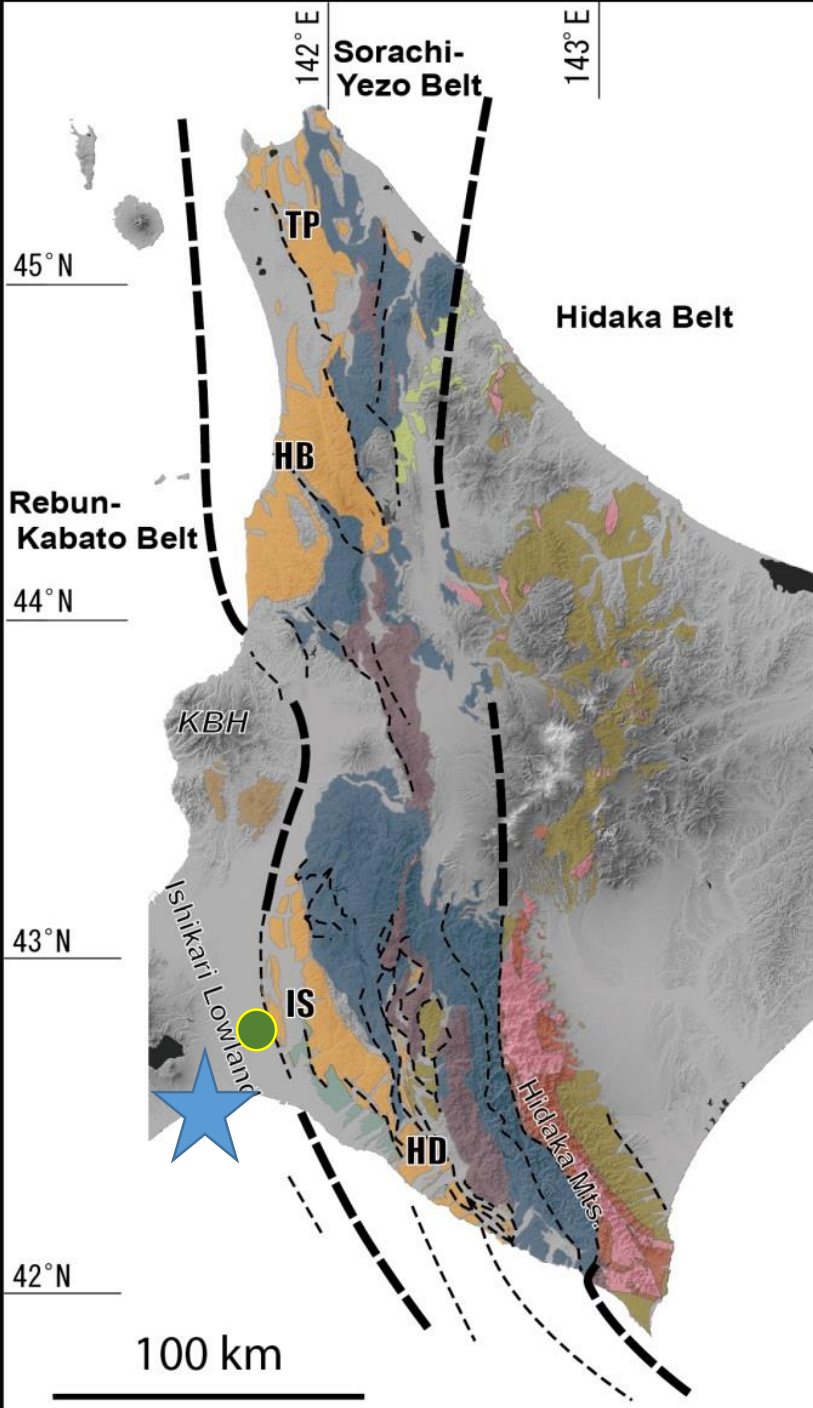 142° E
143° E
Sorachi-
Yezo Belt
TP
45°N
Hidaka Belt
HB
Rebun-
Kabato Belt
44°N
KBH
Ishikari Lowland
43°N
IS
Hidaka Mts.
HD
42°N
100 km